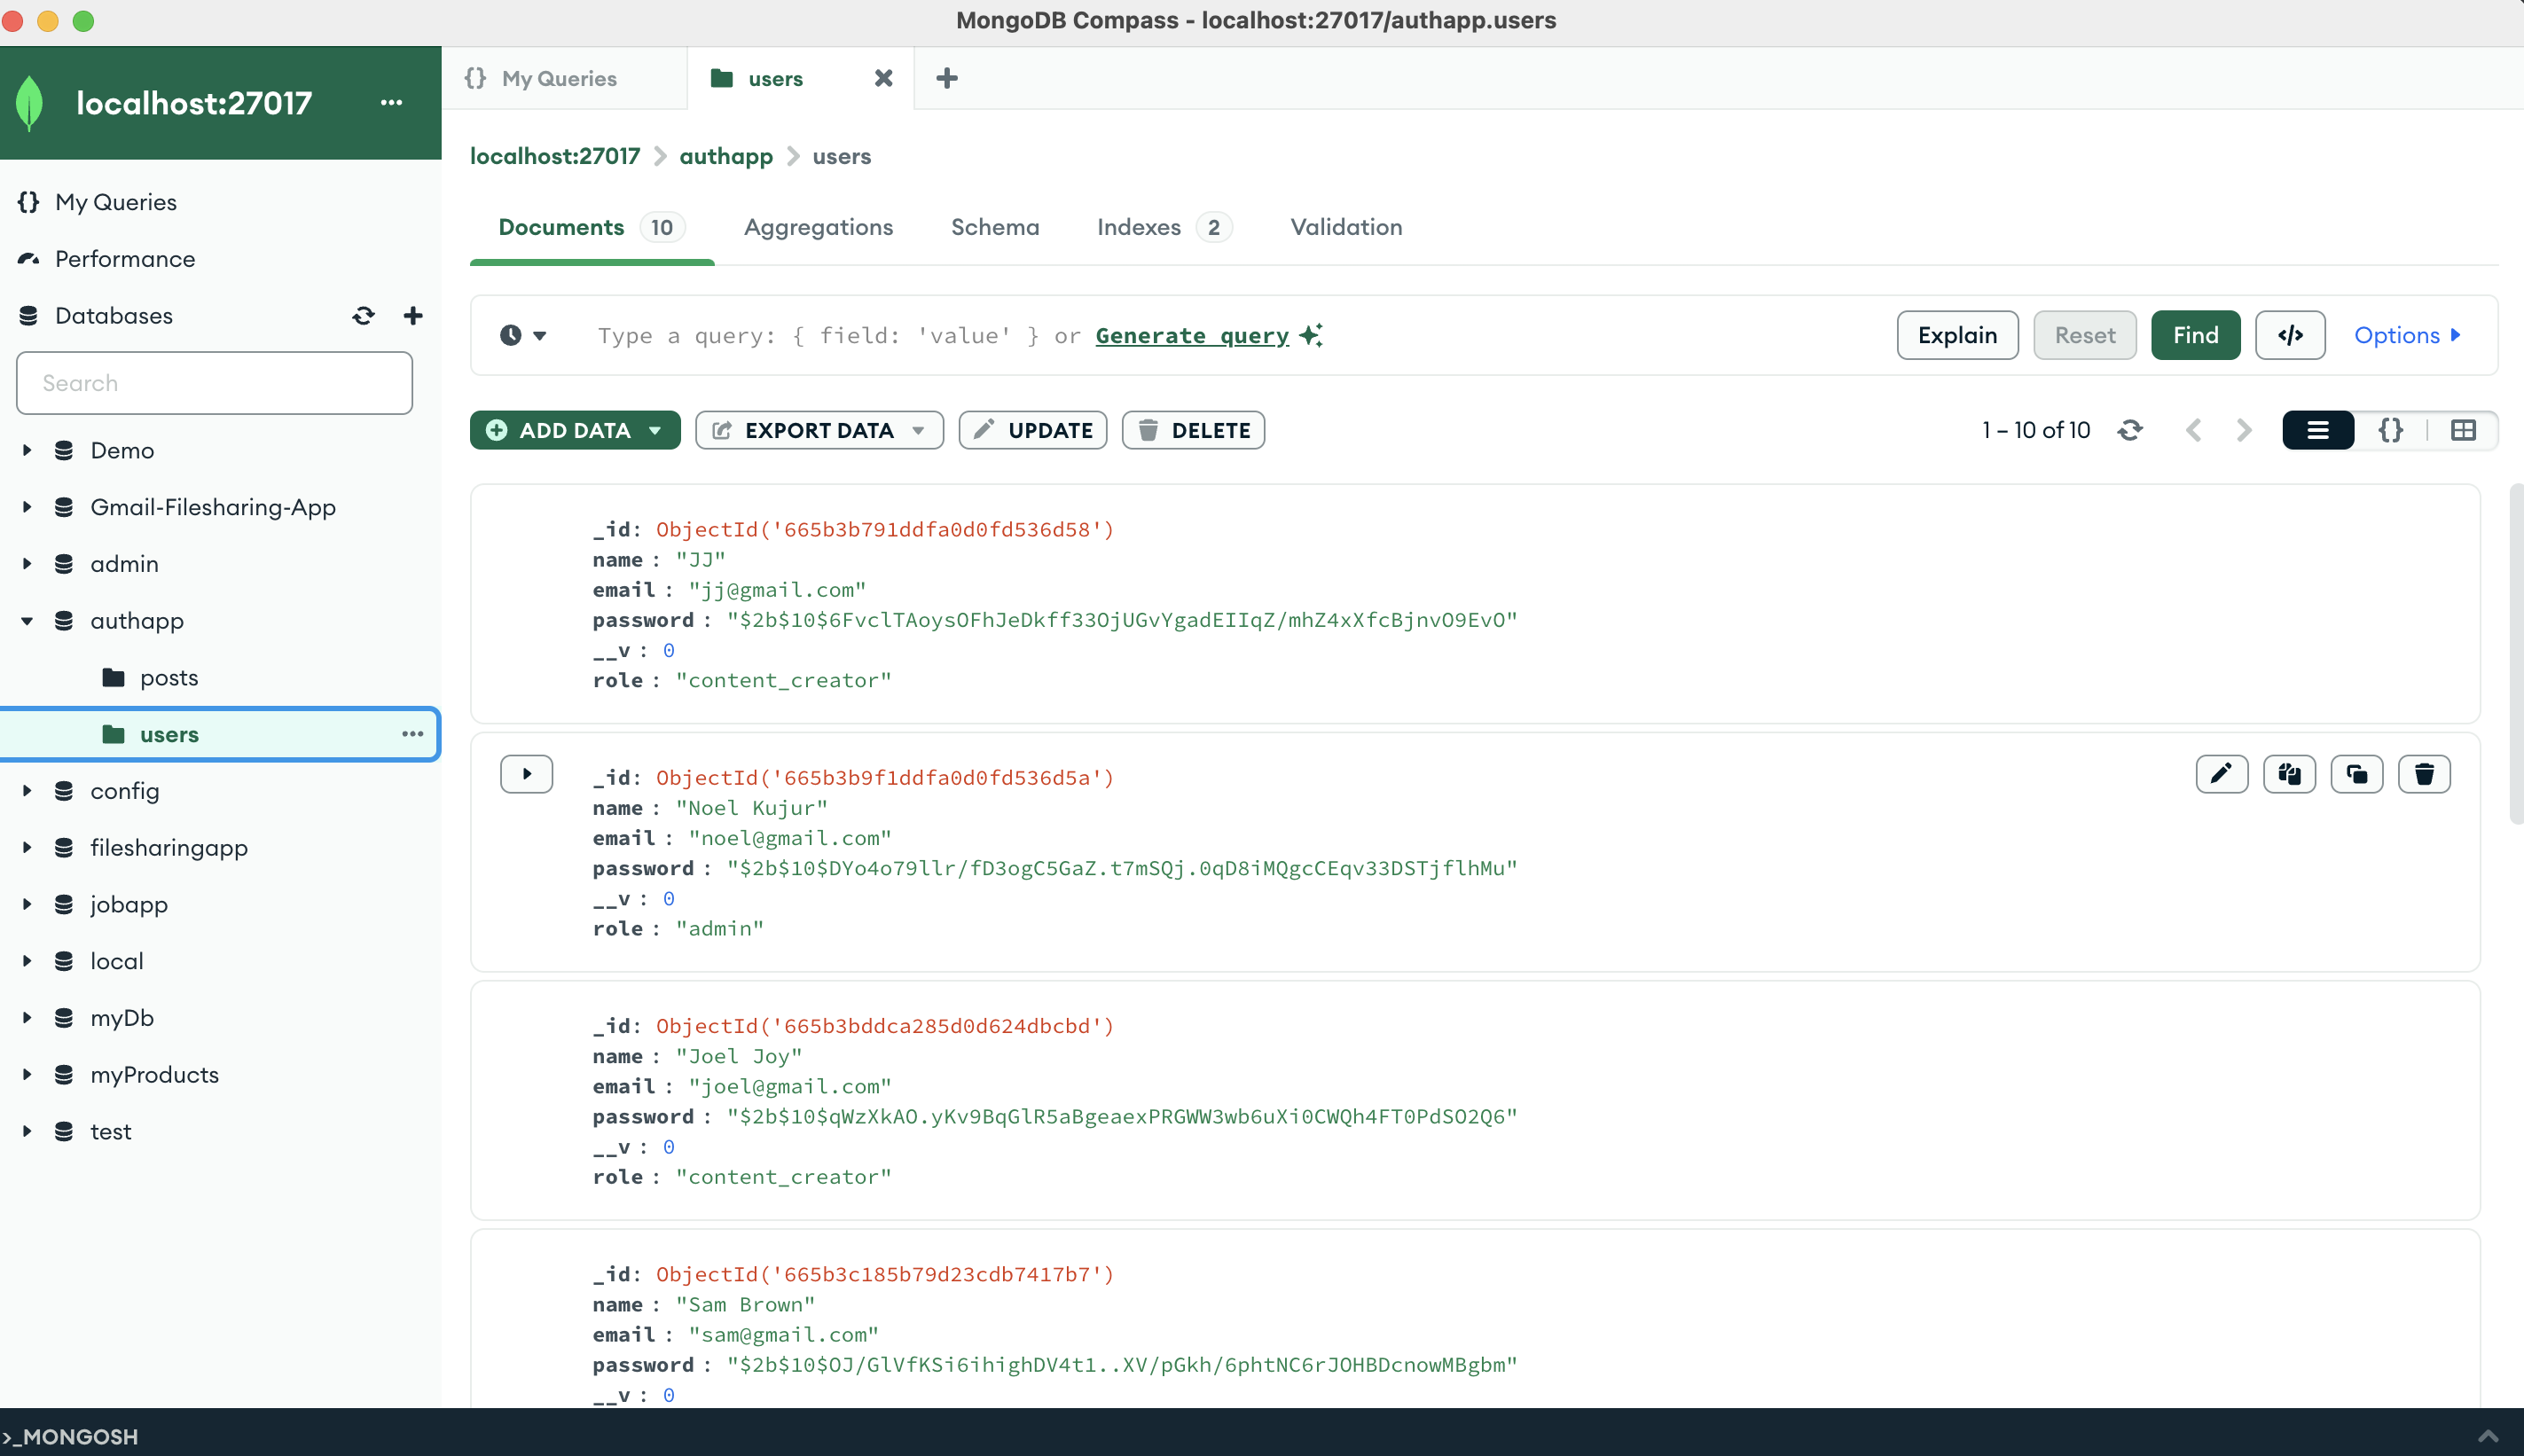 MongoDB Compass - localhost:27017/authapp.users
localhost:27017
My Queries
users
localhost:27017 > authapp > users
My Queries
Performance
Databases
Search
Demo
Gmail-Filesharing-App
admin
authapp
posts
users
config
filesharingapp
jobapp
local
myDb
myProducts
test
Documents 10 Aggregations Schema Indexes 2 Validation
Type a query: { field: 'value' } or Generate query
Explain Reset Find </> Options
ADD DATA EXPORT DATA UPDATE DELETE
1 – 10 of 10 {}
_id: ObjectId('665b3b791ddfa0d0fd536d58')
name : "JJ"
email : "jj@gmail.com"
password : "$2b$10$6FvclTAoysOFhJeDkff33OjUGvYgadEIIqZ/mhZ4xXfcBjnvO9EvO"
__v : 0
role : "content_creator"
_id: ObjectId('665b3b9f1ddfa0d0fd536d5a')
name : "Noel Kujur"
email : "noel@gmail.com"
password : "$2b$10$DYo4o79llr/fD3ogC5GaZ.t7mSQj.0qD8iMQgcCEqv33DSTjflhMu"
__v : 0
role : "admin"
_id: ObjectId('665b3bddca285d0d624dbcbd')
name : "Joel Joy"
email : "joel@gmail.com"
password : "$2b$10$qWzXkAO.yKv9BqGlR5aBgeaexPRGWW3wb6uXi0CWQh4FT0PdSO2Q6"
__v : 0
role : "content_creator"
_id: ObjectId('665b3c185b79d23cdb7417b7')
name : "Sam Brown"
email : "sam@gmail.com"
password : "$2b$10$OJ/GlVfKSi6ihighDV4t1..XV/pGkh/6phtNC6rJOHBDcnowMBgbm"
__v : 0
>_MONGOSH